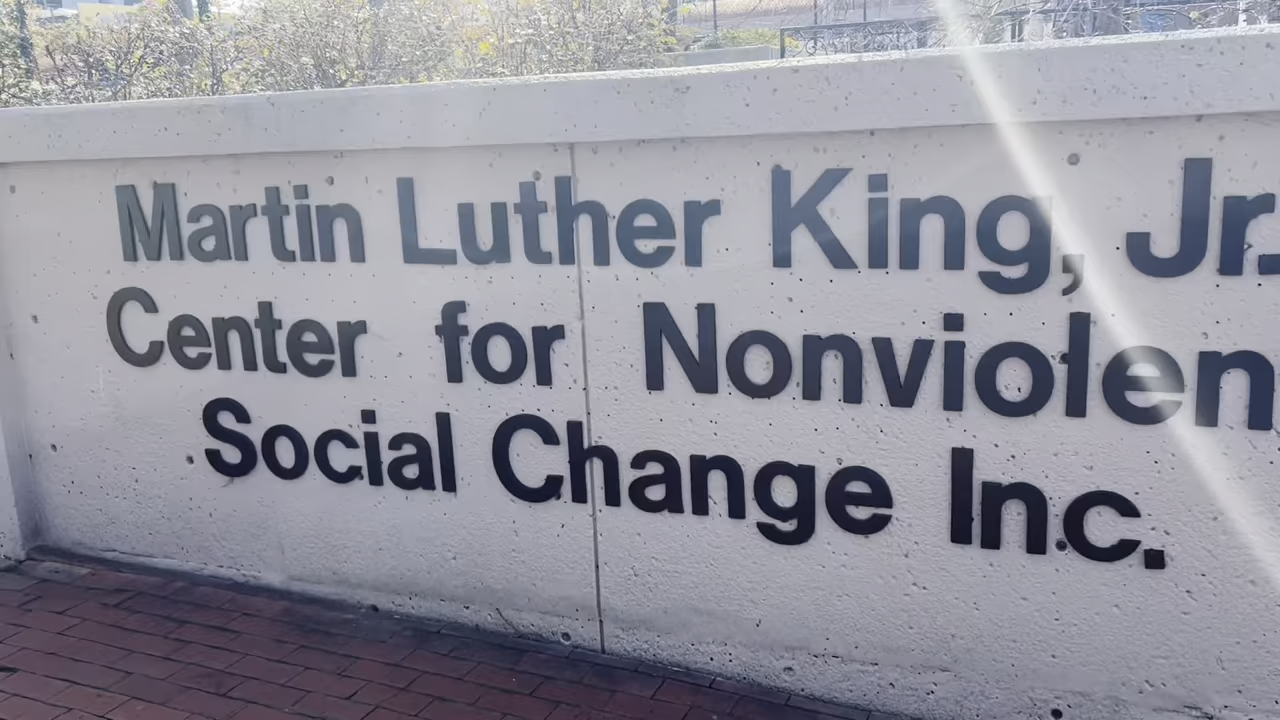 Martin Luther King, Jr.
Center for Nonviolen
Social Change Inc.